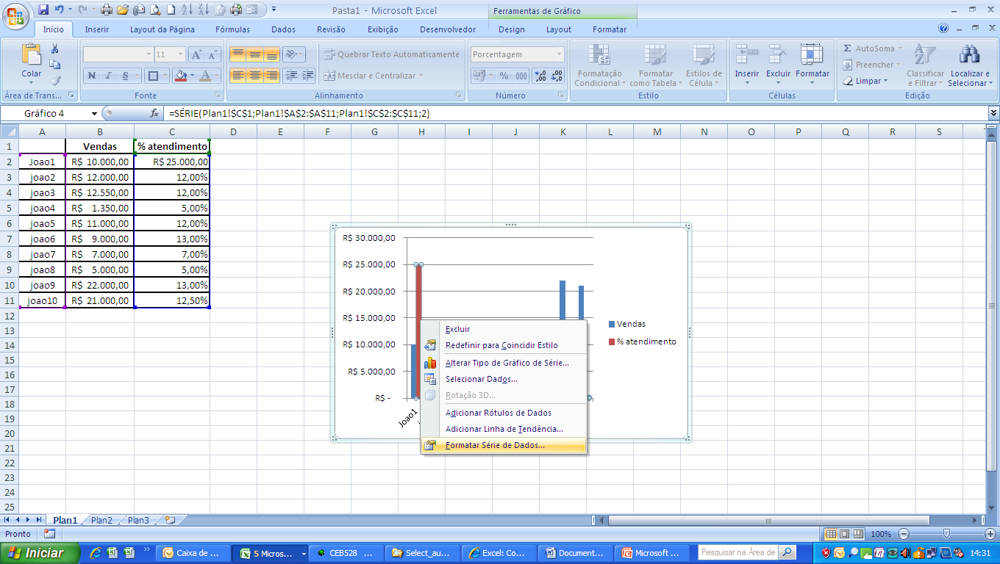 Pasta1 - Microsoft Excel
Ferramentas de Gráfico
Início Inserir Layout da Página Fórmulas Dados Revisão Exibição Desenvolvedor Design Layout Formatar
Colar
Área de Trans...
11
N I S
Fonte
Quebrar Texto Automaticamente
Mesclar e Centralizar
Alinhamento
Porcentagem
% 000
Número
Formatação Condicional
Formatar como Tabela
Estilos de Célula
Estilo
Inserir Excluir Formatar
Células
Σ AutoSoma
Preencher
Limpar
Classificar e Filtrar
Localizar e Selecionar
Edição
Gráfico 4 fx =SÉRIE(Plan1!$C$1;Plan1!$A$2:$A$11;Plan1!$C$2:$C$11;2)
A B C D E F G H I J K L M N O P Q R S
1 Vendas % atendimento
2 Joao1 R$ 10.000,00 R$ 25.000,00
3 joao2 R$ 12.000,00 12,00%
4 joao3 R$ 12.550,00 12,00%
5 joao4 R$ 1.350,00 5,00%
6 joao5 R$ 11.000,00 12,00%
7 joao6 R$ 9.000,00 13,00%
8 joao7 R$ 7.000,00 7,00%
9 joao8 R$ 5.000,00 5,00%
10 joao9 R$ 22.000,00 13,00%
11 joao10 R$ 21.000,00 12,50%
12
13
14
15
16
17
18
19
20
21
22
23
24
25
R$ 30.000,00
R$ 25.000,00
R$ 20.000,00
R$ 15.000,00
R$ 10.000,00
R$ 5.000,00
R$ -
Joao1
Vendas
% atendimento
Excluir
Redefinir para Coincidir Estilo
Alterar Tipo de Gráfico de Série...
Selecionar Dados...
Rotação 3D...
Adicionar Rótulos de Dados
Adicionar Linha de Tendência...
Formatar Série de Dados...
Plan1 Plan2 Plan3
Pronto
100%
Iniciar
Caixa de ...
5 Micros...
CEB528 ...
Select_au...
Excel: Co...
Document...
Microsoft ...
Pesquisar na Área de
14:31